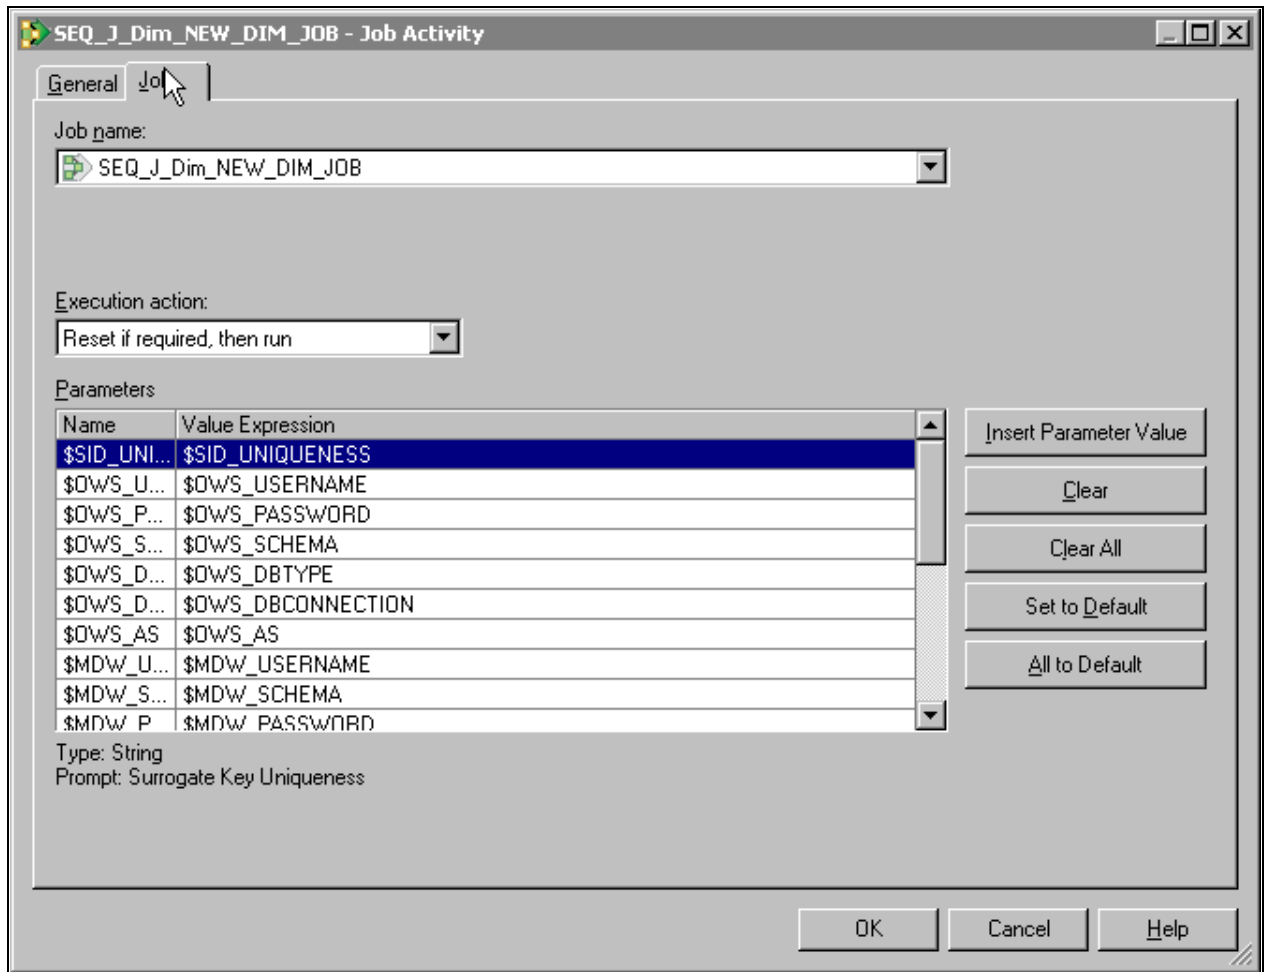 SEQ_J_Dim_NEW_DIM_JOB - Job Activity
General Jo
Job name:
SEQ_J_Dim_NEW_DIM_JOB
Execution action:
Reset if required, then run
Parameters
Name Value Expression
$SID_UNI... $SID_UNIQUENESS
$OWS_U... $OWS_USERNAME
$OWS_P... $OWS_PASSWORD
$OWS_S... $OWS_SCHEMA
$OWS_D... $OWS_DBTYPE
$OWS_D... $OWS_DBCONNECTION
$OWS_AS $OWS_AS
$MDW_U... $MDW_USERNAME
$MDW_S... $MDW_SCHEMA
$MDW_P $MDW_PASSWORD
Insert Parameter Value
Clear
Clear All
Set to Default
All to Default
Type: String
Prompt: Surrogate Key Uniqueness
OK Cancel Help